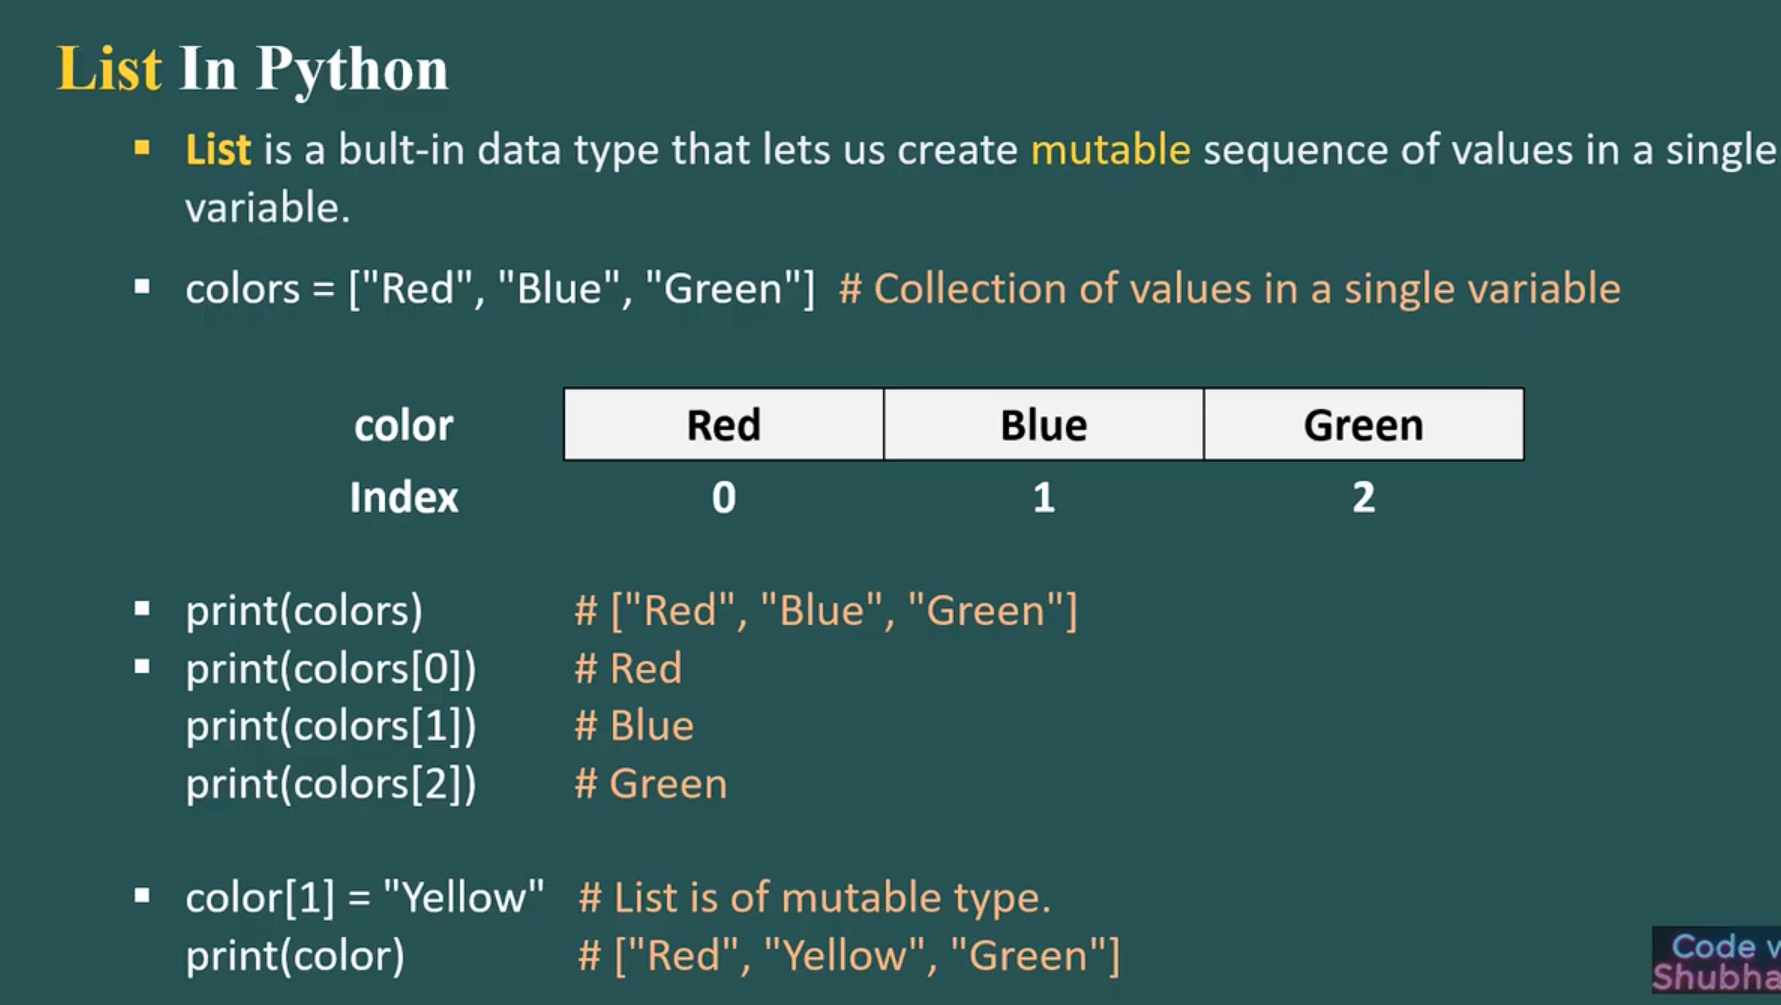 List In Python
List is a bult-in data type that lets us create mutable sequence of values in a single
variable.
colors = ["Red", "Blue", "Green"] # Collection of values in a single variable
color Red Blue Green
Index 0 1 2
print(colors) # ["Red", "Blue", "Green"]
print(colors[0]) # Red
print(colors[1]) # Blue
print(colors[2]) # Green
color[1] = "Yellow" # List is of mutable type.
print(color) # ["Red", "Yellow", "Green"]
Code